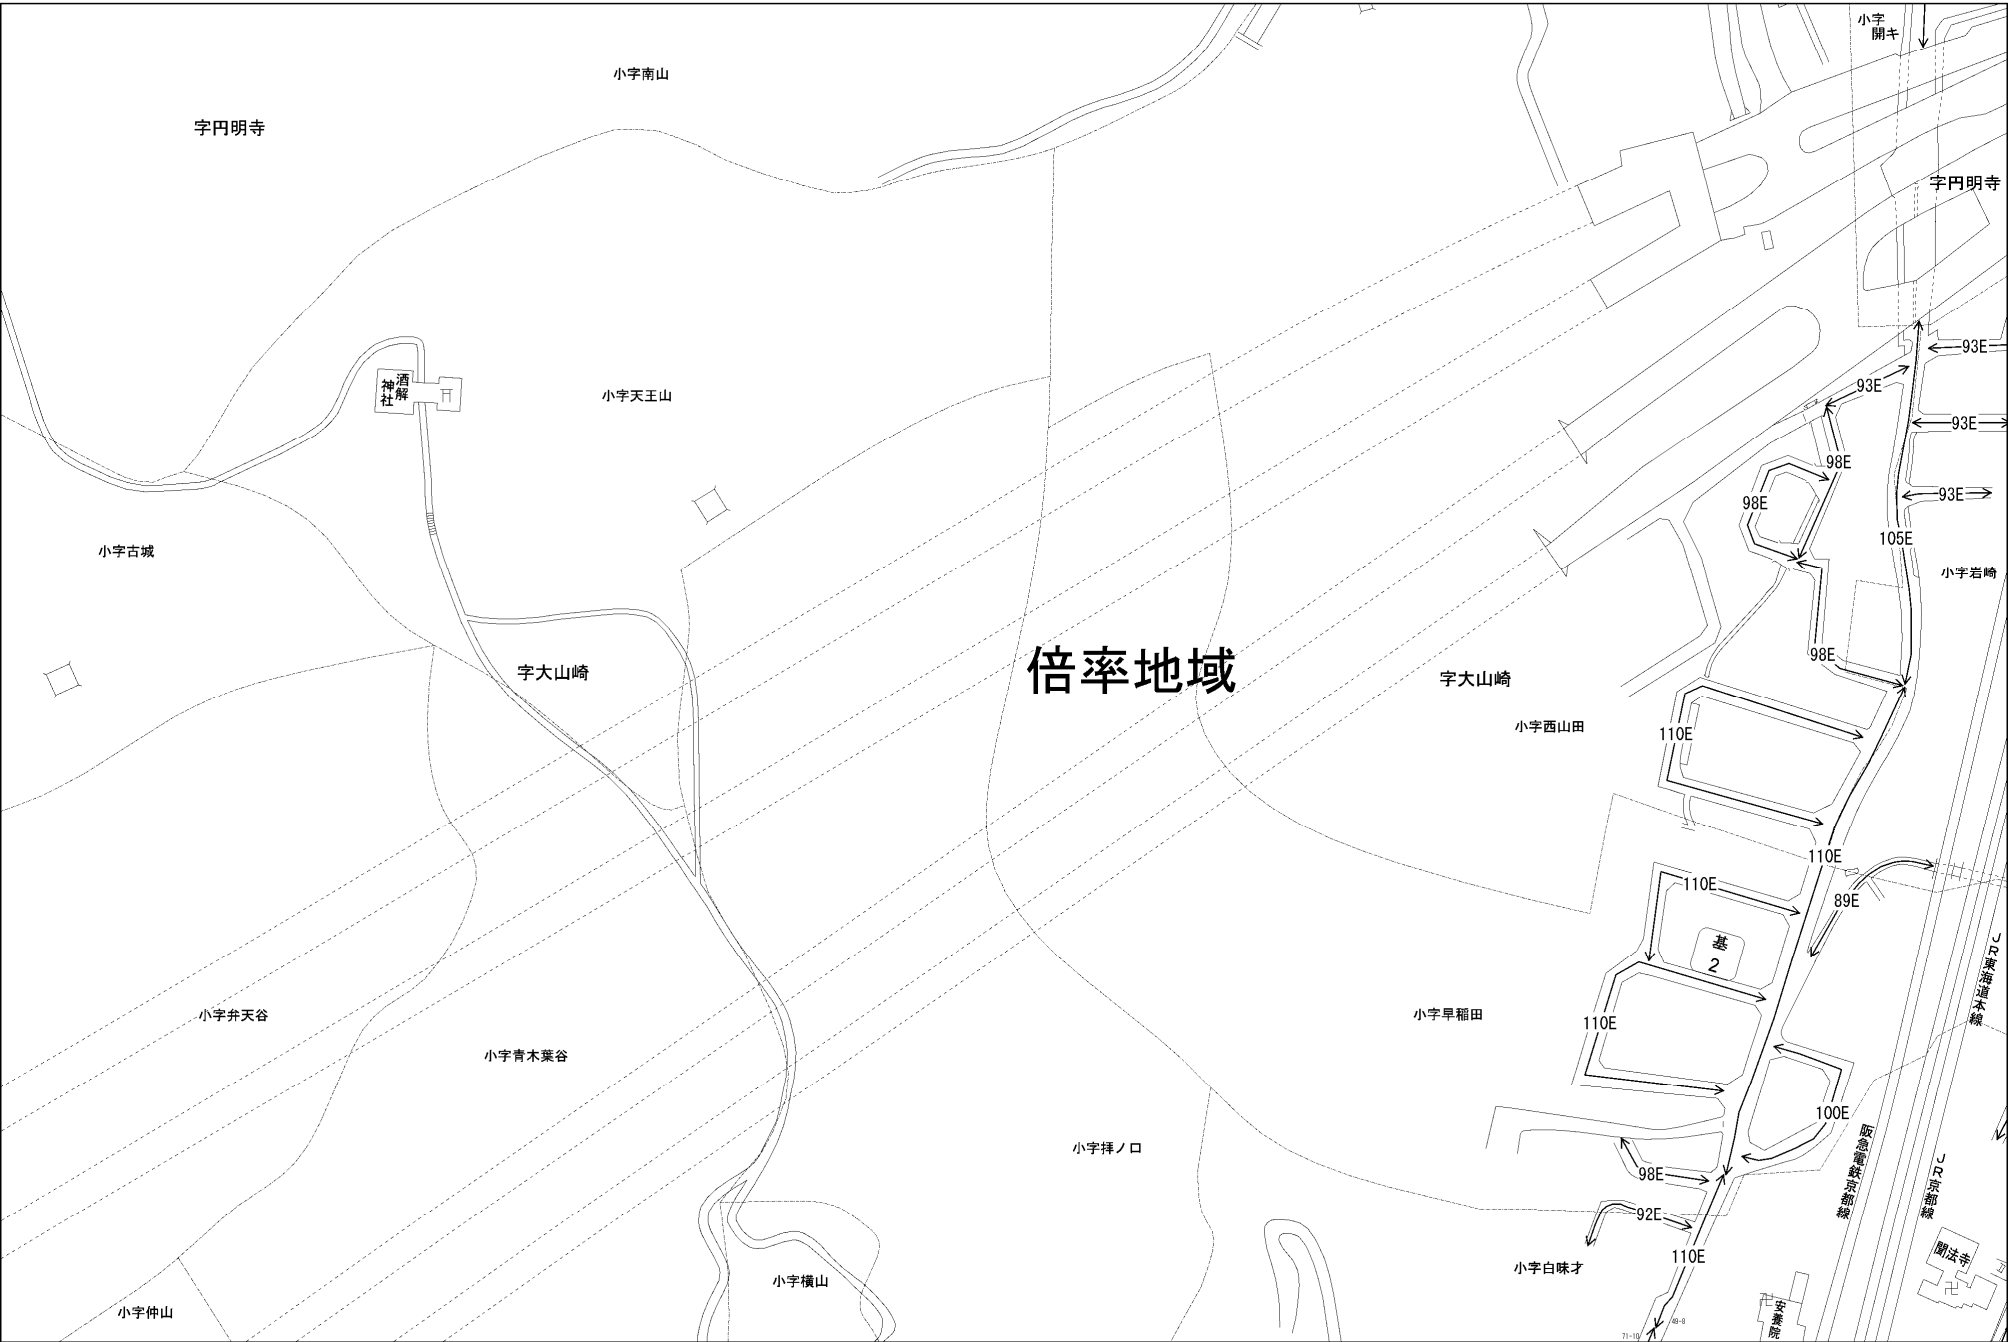 小字
開キ
小字南山
字円明寺
字円明寺
93E
93E
酒解
神社
小字天王山
93E
98E
93E
98E
105E
小字古城
小字岩崎
98E
字大山崎
倍率地域
字大山崎
小字西山田
110E
110E
110E
89E
基
2
JR東海道本線
小字弁天谷
小字早稲田
110E
小字青木葉谷
100E
阪急電鉄京都線
小字拝ノ口
JR京都線
98E
92E
110E
聞法寺
小字白味才
小字横山
安養院
小字仲山
49-8
71-10